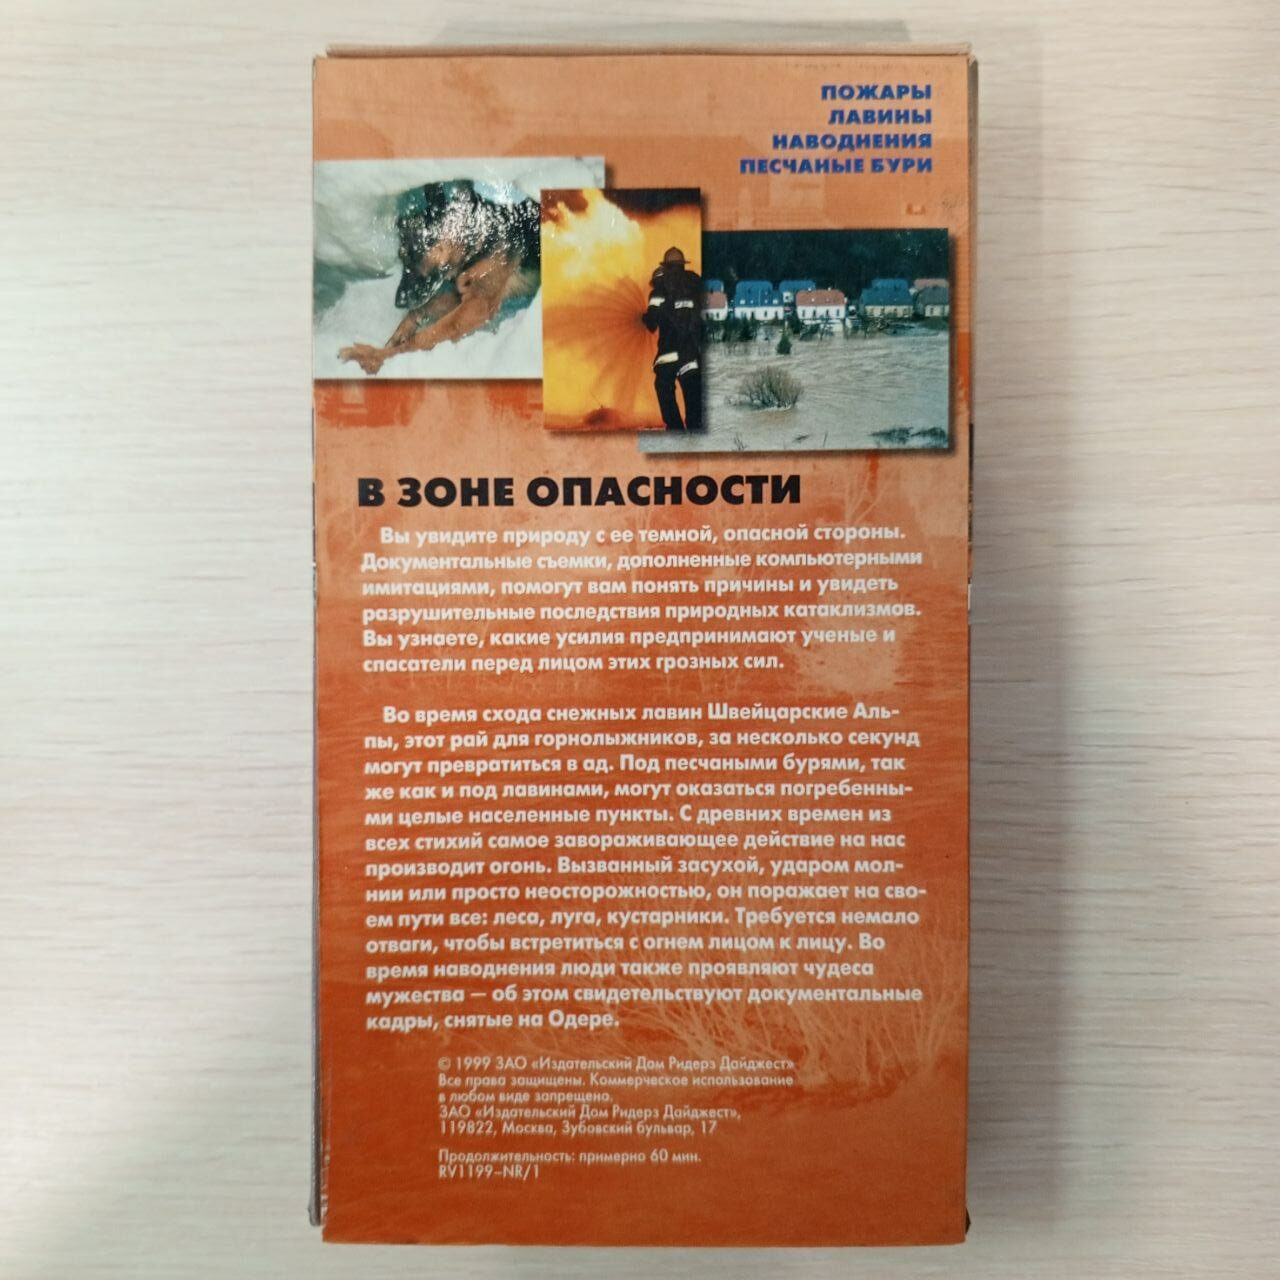 ПОЖАРЫ
ЛАВИНЫ
НАВОДНЕНИЯ
ПЕСЧАНЫЕ БУРИ
В ЗОНЕ ОПАСНОСТИ
Вы увидите природу с ее темной, опасной стороны.
Документальные съемки, дополненные компьютерными
имитациями, помогут вам понять причины и увидеть
разрушительные последствия природных катаклизмов.
Вы узнаете, какие усилия предпринимают ученые и
спасатели перед лицом этих грозных сил.
Во время схода снежных лавин Швейцарские Аль-
пы, этот рай для горнолыжников, за несколько секунд
могут превратиться в ад. Под песчаными бурями, так
же как и под лавинами, могут оказаться погребенны-
ми целые населенные пункты. С древних времен из
всех стихий самое завораживающее действие на нас
производит огонь. Вызванный засухой, ударом мол-
нии или просто неосторожностью, он поражает на сво-
ем пути все: леса, луга, кустарники. Требуется немало
отваги, чтобы встретиться с огнем лицом к лицу. Во
время наводнения люди также проявляют чудеса
мужества — об этом свидетельствуют документальные
кадры, снятые на Одере.
© 1999 ЗАО «Издательский Дом Ридерз Дайджест»
Все права защищены. Коммерческое использование
в любом виде запрещено.
ЗАО «Издательский Дом Ридерз Дайджест»,
119822, Москва, Зубовский бульвар, 17
Продолжительность: примерно 60 мин.
RV1199–NR/1